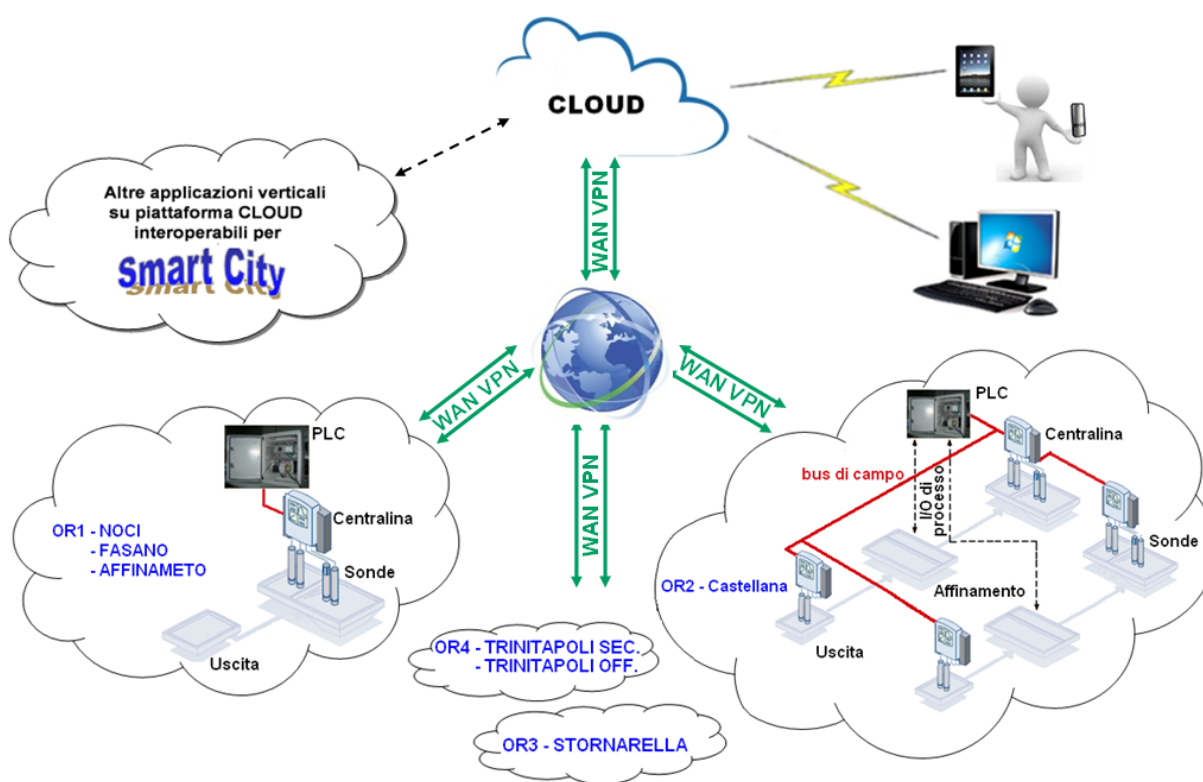 CLOUD
Altre applicazioni verticali
su piattaforma CLOUD
interoperabili per
Smart City
smart City
WAN VPN
WAN VPN
WAN VPN
WAN VPN
PLC
Centralina
OR1 - NOCI
- FASANO
- AFFINAMETO
Sonde
Uscita
PLC
Centralina
bus di campo
I/O di
processo
Sonde
OR2 - Castellana
Affinamento
Uscita
OR4 - TRINITAPOLI SEC.
- TRINITAPOLI OFF.
OR3 - STORNARELLA